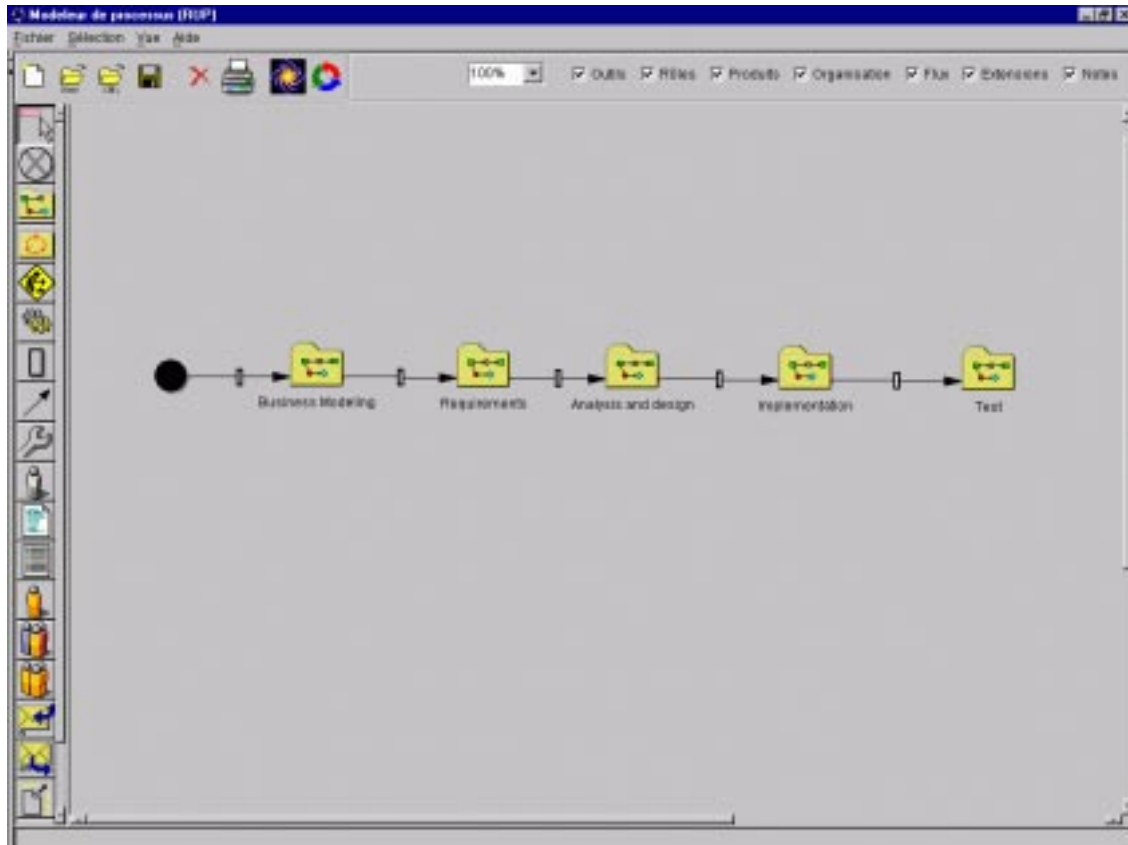 Modeleur de processus (RUP)
Fichier Sélection Vue Aide
100% Outils Rôles Produits Organisation Flux Extensions Notes
Business Modeling Requirements Analysis and design Implementation Test